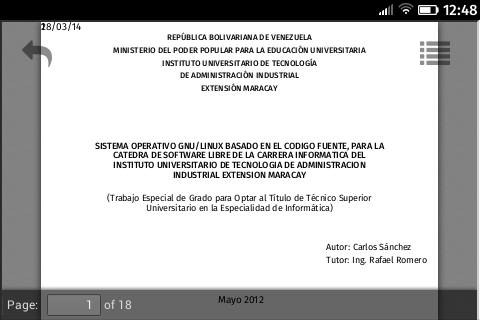 12:48
28/03/14
REPÙBLICA BOLIVARIANA DE VENEZUELA
MINISTERIO DEL PODER POPULAR PARA LA EDUCACIÒN UNIVERSITARIA
INSTITUTO UNIVERSITARIO DE TECNOLOGÍA
DE ADMINISTRACIÒN INDUSTRIAL
EXTENSIÒN MARACAY
SISTEMA OPERATIVO GNU/LINUX BASADO EN EL CODIGO FUENTE, PARA LA
CATEDRA DE SOFTWARE LIBRE DE LA CARRERA INFORMATICA DEL
INSTITUTO UNIVERSITARIO DE TECNOLOGIA DE ADMINISTRACION
INDUSTRIAL EXTENSION MARACAY
(Trabajo Especial de Grado para Optar al Título de Técnico Superior
Universitario en la Especialidad de Informática)
Autor: Carlos Sánchez
Tutor: Ing. Rafael Romero
Mayo 2012
Page: 1 of 18